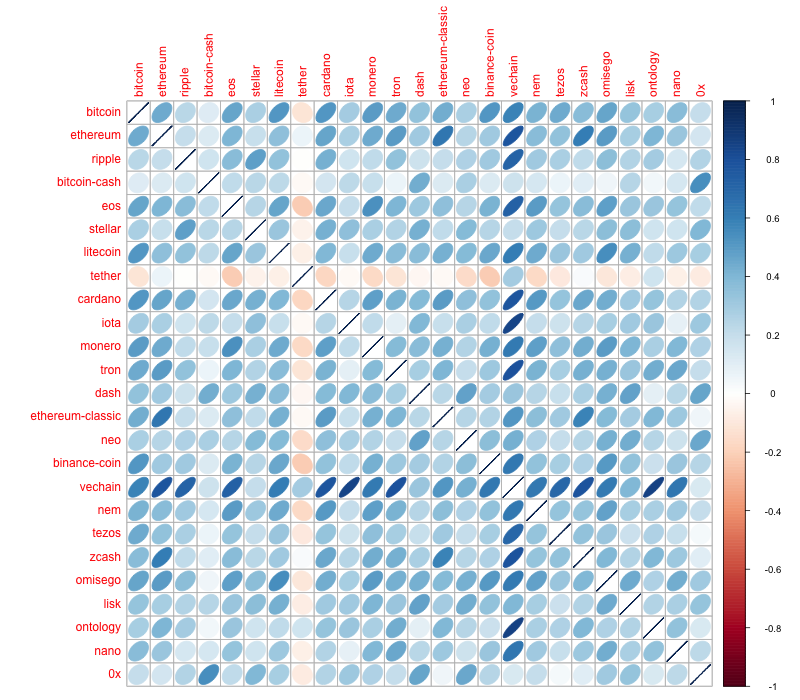 bitcoin
ethereum
ripple
bitcoin-cash
eos
stellar
litecoin
tether
cardano
iota
monero
tron
dash
ethereum-classic
neo
binance-coin
vechain
nem
tezos
zcash
omisego
lisk
ontology
nano
0x
bitcoin
ethereum
ripple
bitcoin-cash
eos
stellar
litecoin
tether
cardano
iota
monero
tron
dash
ethereum-classic
neo
binance-coin
vechain
nem
tezos
zcash
omisego
lisk
ontology
nano
0x
1
0.8
0.6
0.4
0.2
0
-0.2
-0.4
-0.6
-0.8
-1